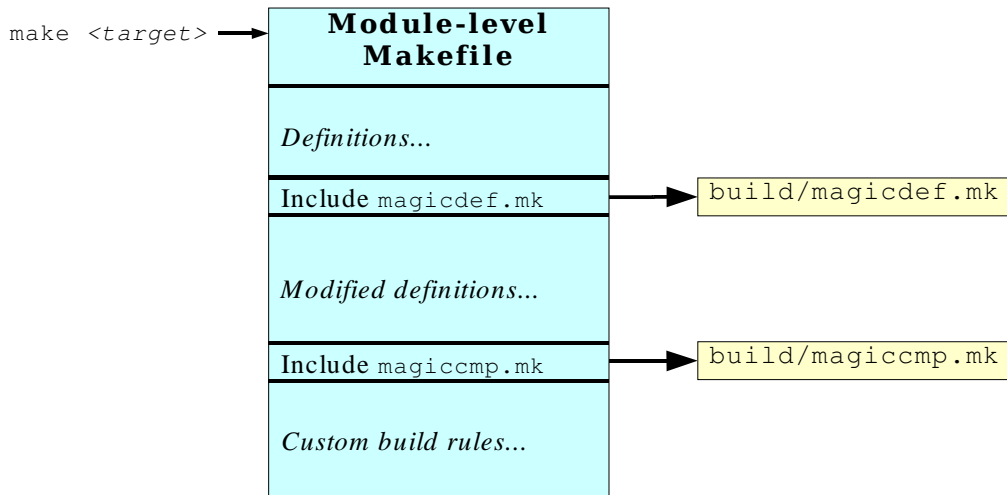 make <target>
Module-level
Makefile
Definitions...
Include magicdef.mk
build/magicdef.mk
Modified definitions...
Include magiccmp.mk
build/magiccmp.mk
Custom build rules...